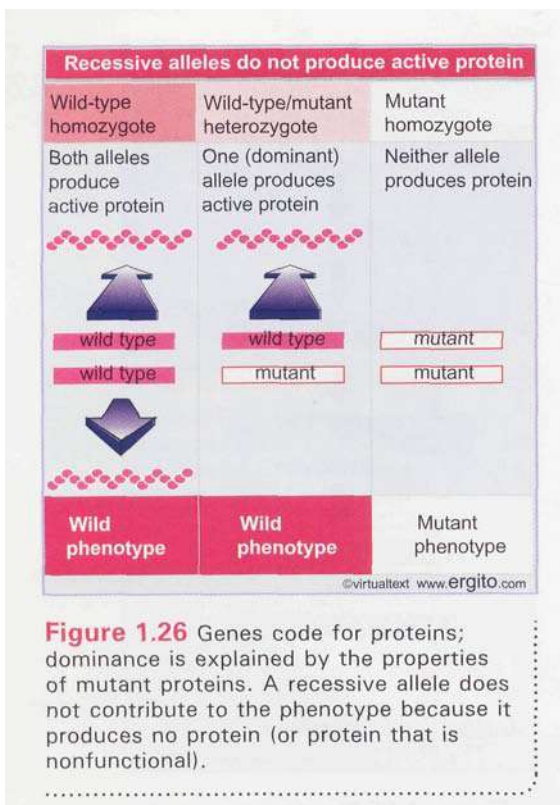 Recessive alleles do not produce active protein
Wild-type
homozygote
Wild-type/mutant
heterozygote
Mutant
homozygote
Both alleles
produce
active protein
One (dominant)
allele produces
active protein
Neither allele
produces protein
wild type
wild type
mutant
wild type
mutant
mutant
Wild
phenotype
Wild
phenotype
Mutant
phenotype
©virtualtext www.ergito.com
Figure 1.26 Genes code for proteins;
dominance is explained by the properties
of mutant proteins. A recessive allele does
not contribute to the phenotype because it
produces no protein (or protein that is
nonfunctional).